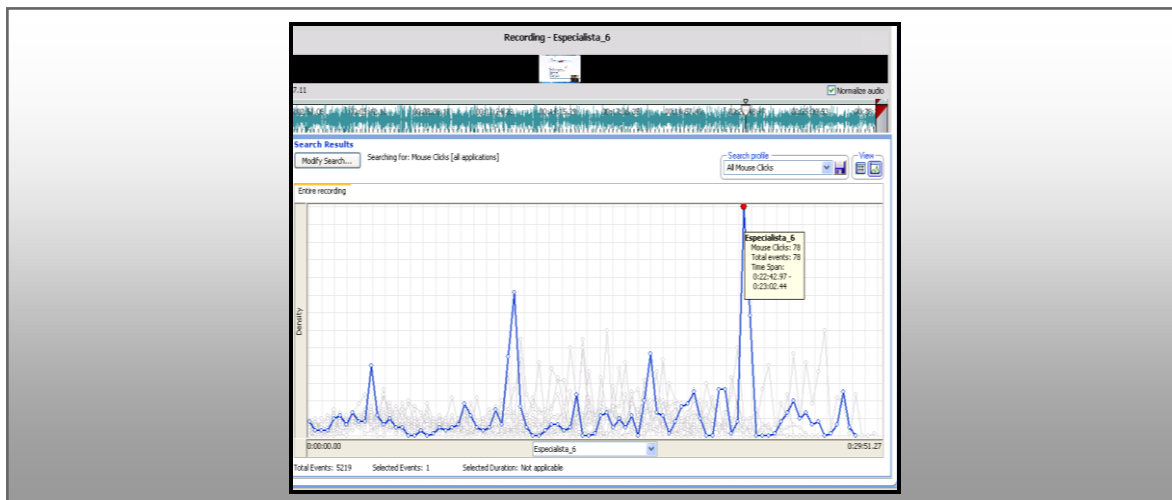 Recording - Especialista_6
7.11
Normalize audio
Search Results
Modify Search...
Searching for: Mouse Clicks [all applications]
Search profile
All Mouse Clicks
View
Entire recording
Especialista_6
Mouse Clicks: 78
Total events: 78
Time Span:
0:22:42.97 -
0:23:02.44
Density
0:00:00.00
Especialista_6
0:29:51.27
Total Events: 5219
Selected Events: 1
Selected Duration: Not applicable